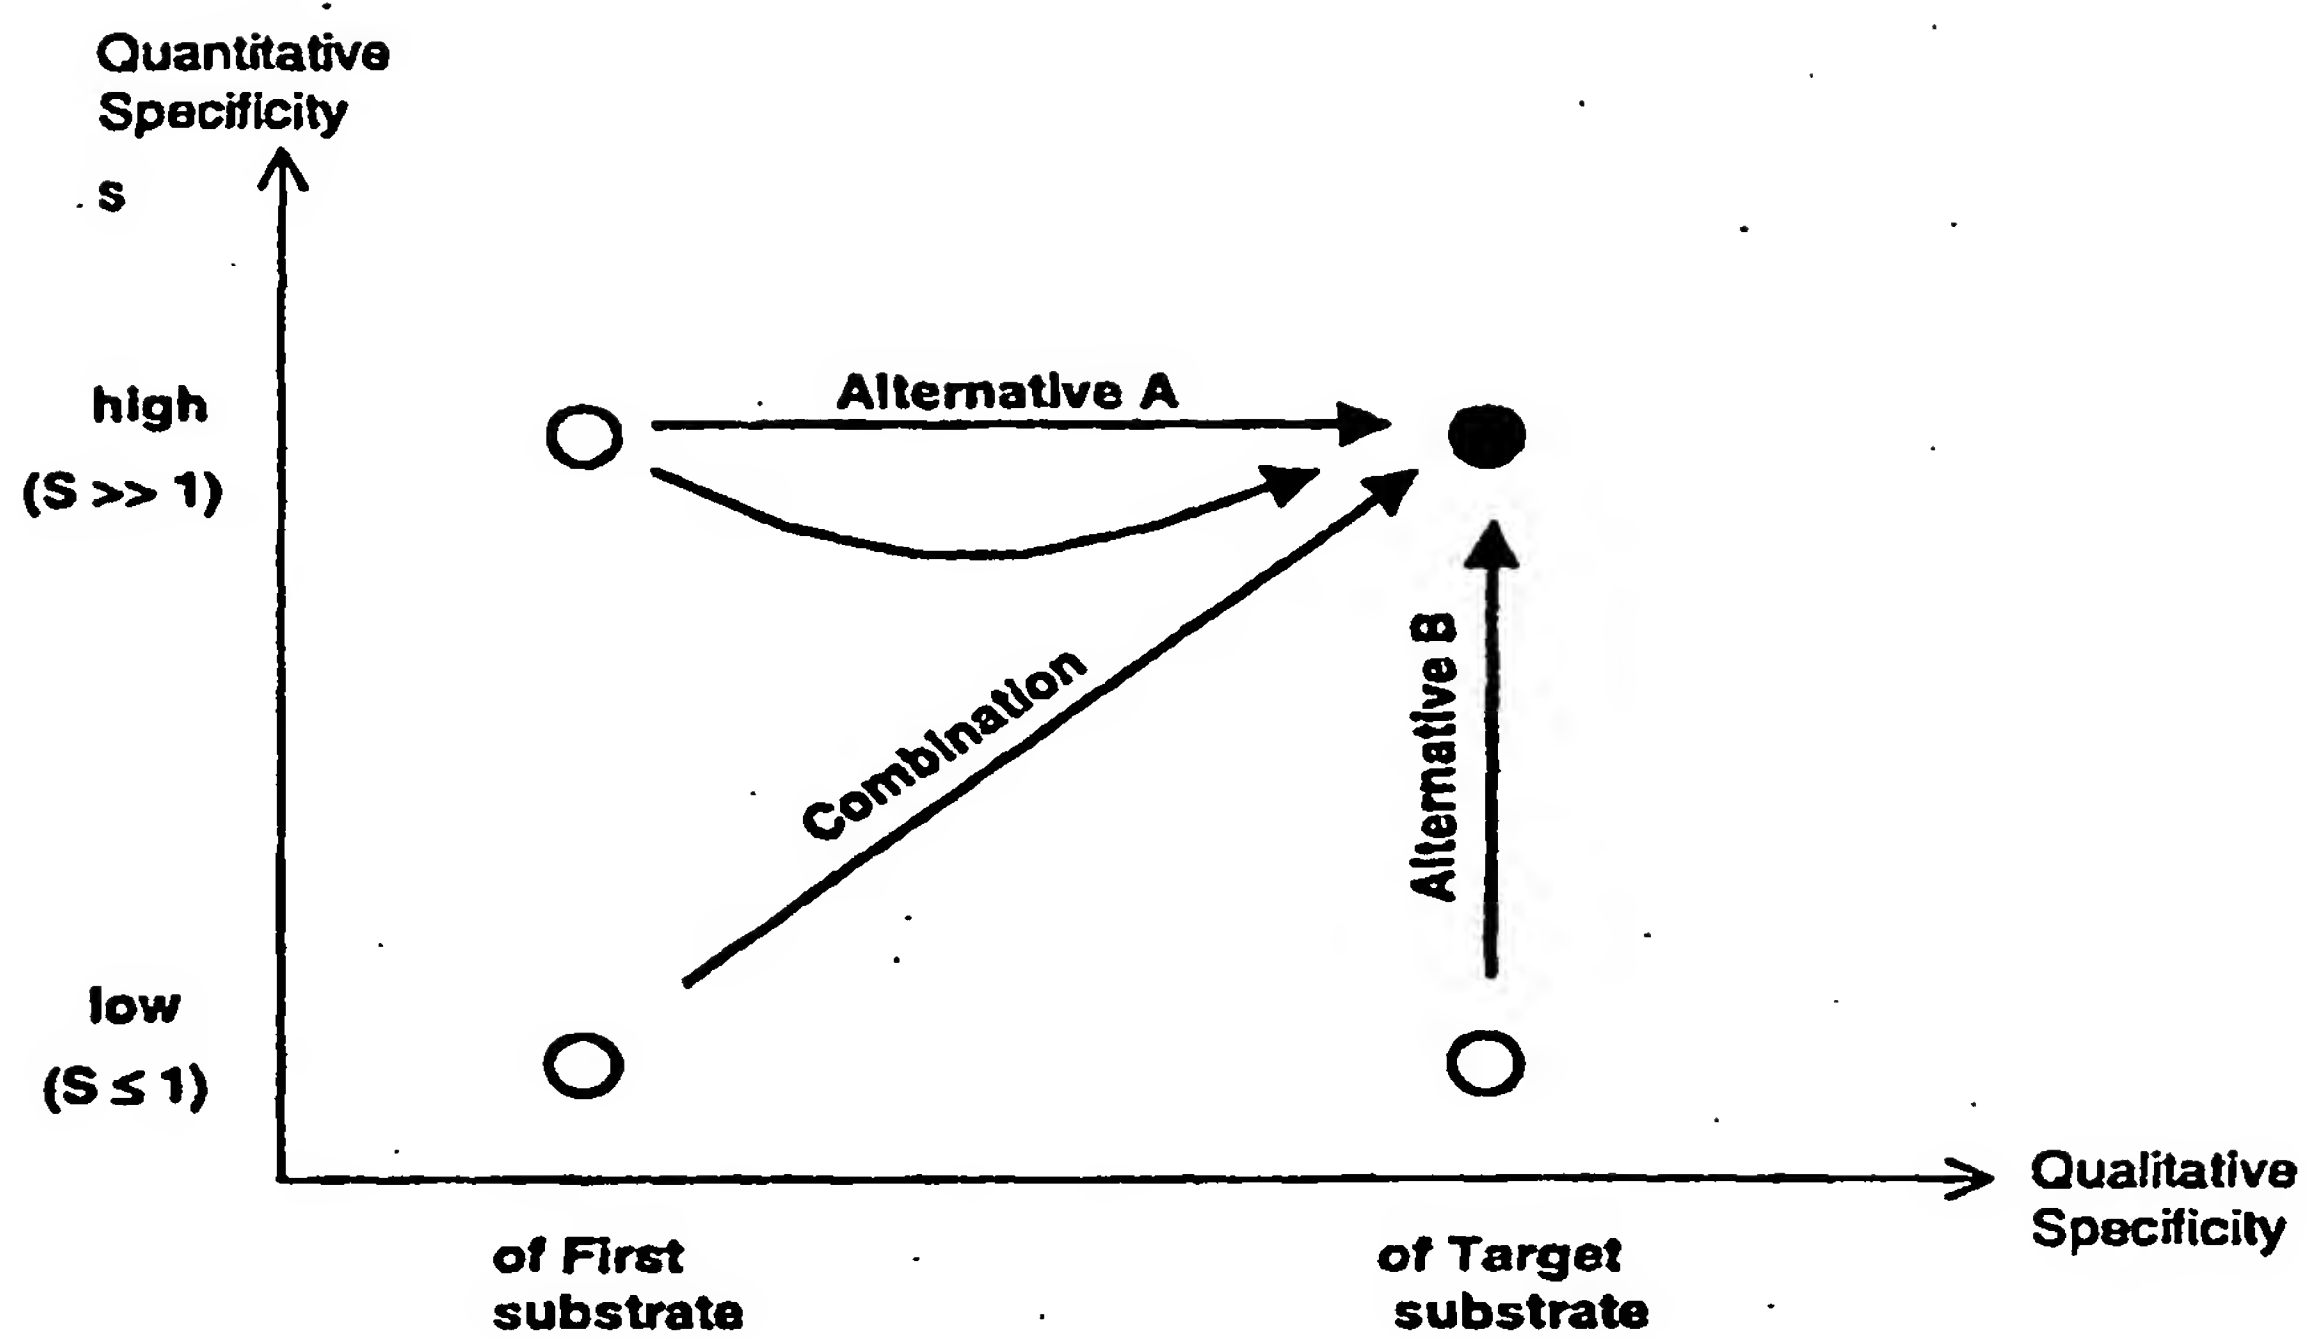 Quantitative
Specificity
s
high
(S >> 1)
Alternative A
Combination
Alternative B
low
(S ≤ 1)
Qualitative
Specificity
of First
substrate
of Target
substrate